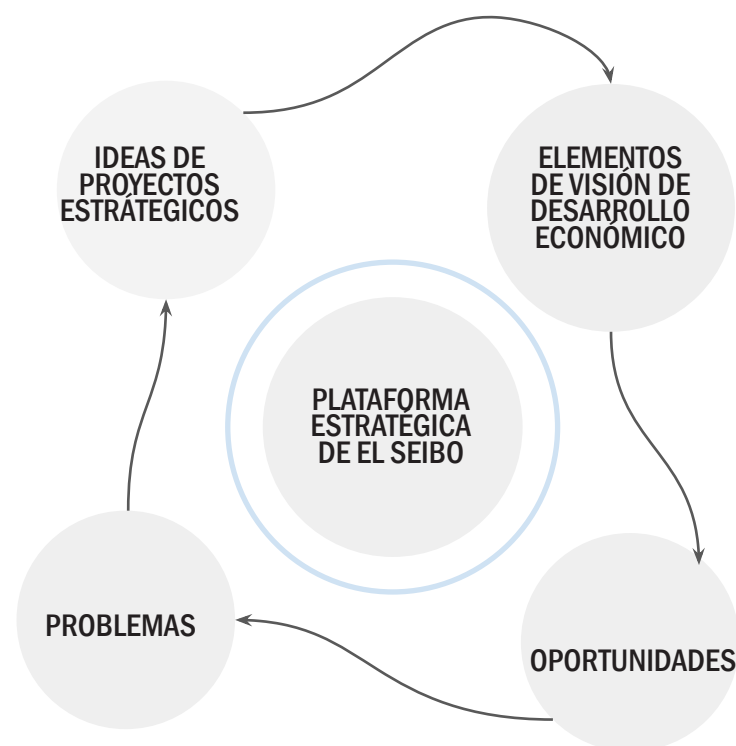 IDEAS DE
PROYECTOS
ESTRÁTEGICOS
ELEMENTOS
DE VISIÓN DE
DESARROLLO
ECONÓMICO
PLATAFORMA
ESTRATÉGICA
DE EL SEIBO
PROBLEMAS
OPORTUNIDADES